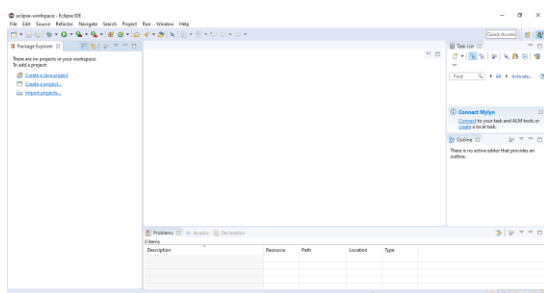 eclipse-workspace - Eclipse IDE
File Edit Source Refactor Navigate Search Project Run Window Help
Quick Access
Package Explorer
There are no projects in your workspace.
To add a project:
Create a Java project
Create a project...
Import projects...
Task List
Find All Activate...
Connect Mylyn
Connect to your task and ALM tools or
create a local task.
Outline
There is no active editor that provides an
outline.
Problems Javadoc Declaration
0 items
Description Resource Path Location Type